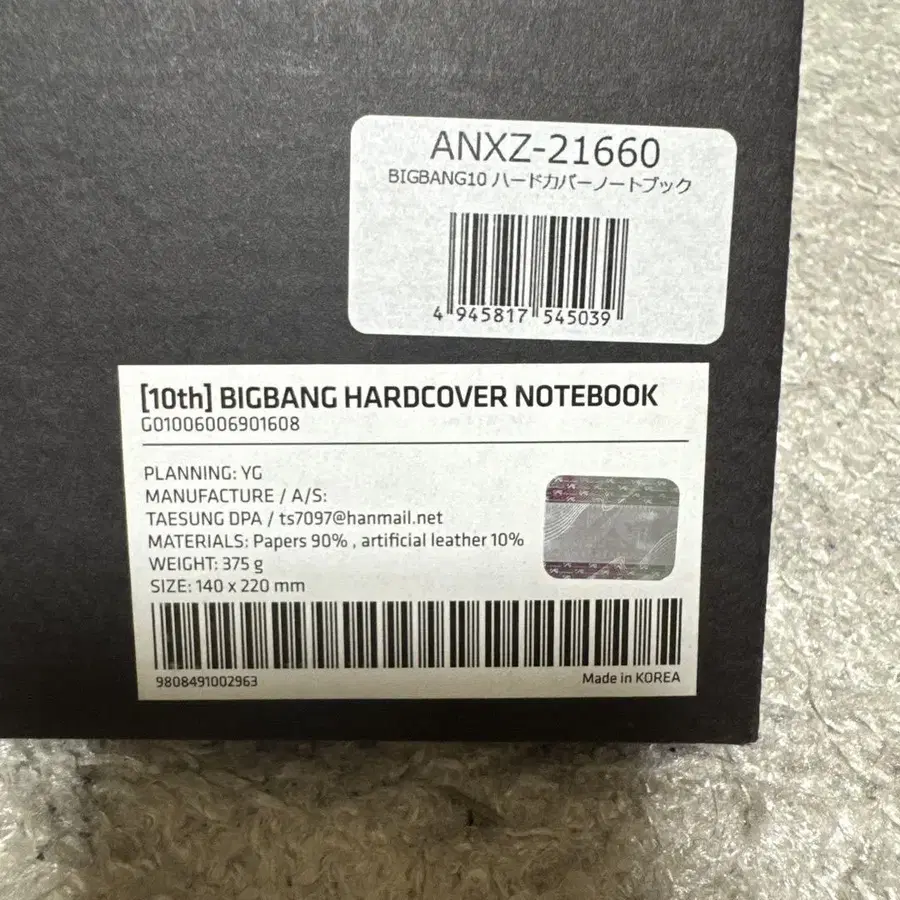 ANXZ-21660
BIGBANG10 ハードカバーノートブック
4 945817 545039
[10th] BIGBANG HARDCOVER NOTEBOOK
G01006006901608
PLANNING: YG
MANUFACTURE / A/S:
TAESUNG DPA / ts7097@hanmail.net
MATERIALS: Papers 90% , artificial leather 10%
WEIGHT: 375 g
SIZE: 140 x 220 mm
9808491002963
Made in KOREA